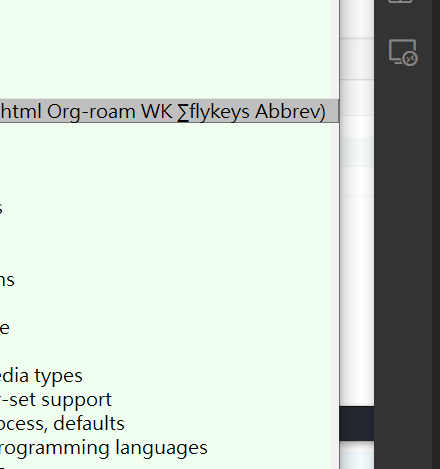 html Org-roam WK ∑flykeys Abbrev)
s
ns
e
edia types
r-set support
ocess, defaults
rogramming languages